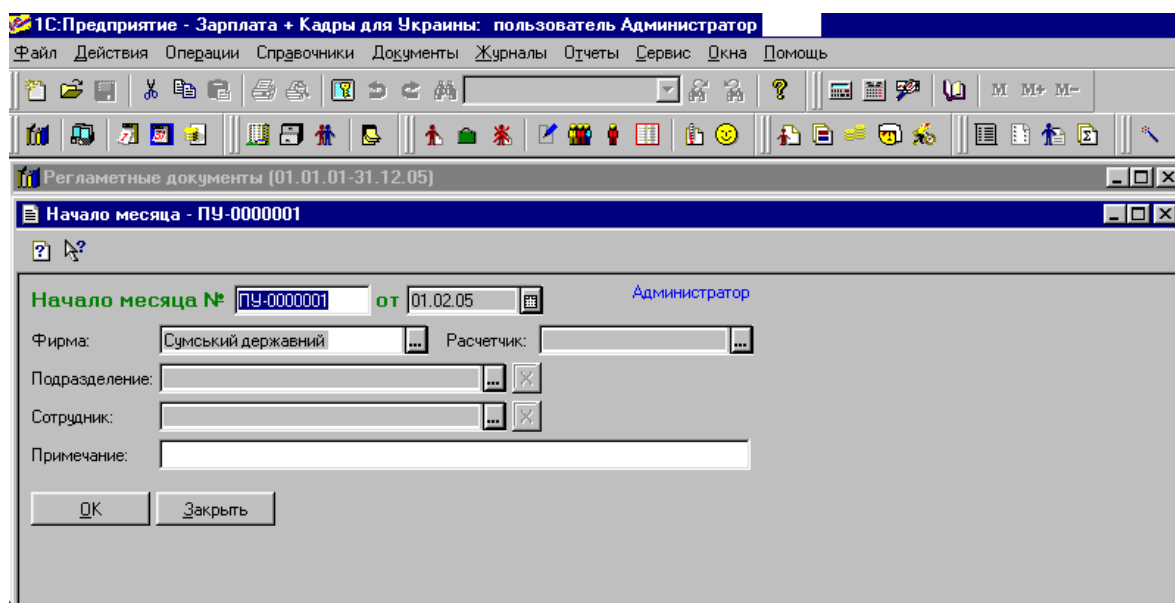 1С:Предприятие - Зарплата + Кадры для Украины: пользователь Администратор
Файл Действия Операции Справочники Документы Журналы Отчеты Сервис Окна Помощь
M M+ M-
Регламетные документы (01.01.01-31.12.05)
Начало месяца - ПУ-0000001
Начало месяца № ПУ-0000001 от 01.02.05 Администратор
Фирма: Сумський державний ... Расчетчик: ...
Подразделение: ...
Сотрудник: ...
Примечание:
OK Закрыть